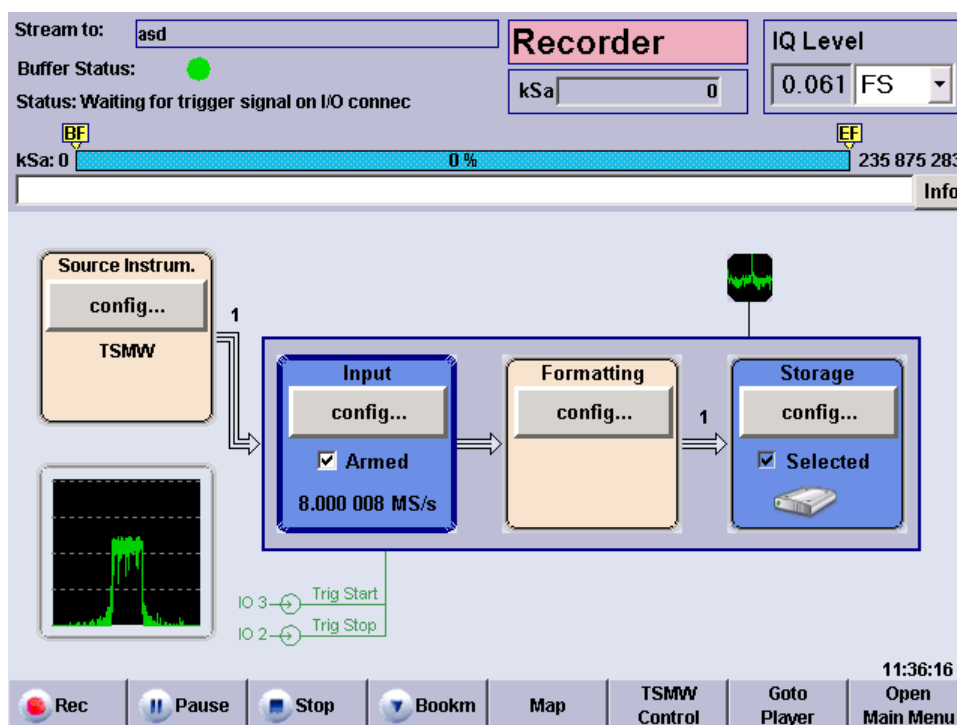 Stream to: asd
Recorder
IQ Level
Buffer Status:
kSa 0
0.061 FS
Status: Waiting for trigger signal on I/O connec
BF
EF
kSa: 0
0 %
235 875 283
Info
Source Instrum.
config...
TSMW
1
Input
config...
Armed
8.000 008 MS/s
Formatting
config...
1
Storage
config...
Selected
IO 3
Trig Start
IO 2
Trig Stop
11:36:16
Rec
Pause
Stop
Bookm
Map
TSMW
Control
Goto
Player
Open
Main Menu